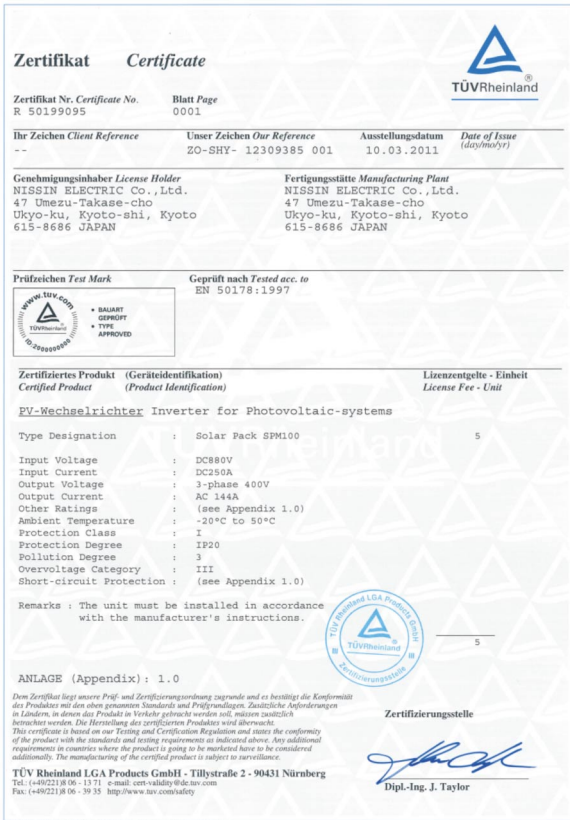 Zertifikat Certificate
TÜVRheinland®
Zertifikat Nr. Certificate No. Blatt Page
R 50199095 0001
Ihr Zeichen Client Reference Unser Zeichen Our Reference Ausstellungsdatum Date of Issue
(day/mo/yr)
-- ZO-SHY- 12309385 001 10.03.2011
Genehmigungsinhaber License Holder Fertigungsstätte Manufacturing Plant
NISSIN ELECTRIC Co.,Ltd. NISSIN ELECTRIC Co.,Ltd.
47 Umezu-Takase-cho 47 Umezu-Takase-cho
Ukyo-ku, Kyoto-shi, Kyoto Ukyo-ku, Kyoto-shi, Kyoto
615-8686 JAPAN 615-8686 JAPAN
Prüfzeichen Test Mark Geprüft nach Tested acc. to
EN 50178:1997
www.tuv.com
TÜVRheinland
ID:2000000000
• BAUART
GEPRÜFT
• TYPE
APPROVED
Zertifiziertes Produkt (Geräteidentifikation) Lizenzentgelte - Einheit
Certified Product (Product Identification) License Fee - Unit
PV-Wechselrichter Inverter for Photovoltaic-systems
Type Designation : Solar Pack SPM100 5
Input Voltage : DC880V
Input Current : DC250A
Output Voltage : 3-phase 400V
Output Current : AC 144A
Other Ratings : (see Appendix 1.0)
Ambient Temperature : -20°C to 50°C
Protection Class : I
Protection Degree : IP20
Pollution Degree : 3
Overvoltage Category : III
Short-circuit Protection : (see Appendix 1.0)
Remarks : The unit must be installed in accordance
with the manufacturer's instructions.
TÜV Rheinland LGA Products GmbH
TÜVRheinland
Zertifizierungsstelle
5
ANLAGE (Appendix): 1.0
Dem Zertifikat liegt unsere Prüf- und Zertifizierungsordnung zugrunde und es bestätigt die Konformität
des Produktes mit den oben genannten Standards und Prüfgrundlagen. Zusätzliche Anforderungen
in Ländern, in denen das Produkt in Verkehr gebracht werden soll, müssen zusätzlich
betrachtet werden. Die Herstellung des zertifizierten Produktes wird überwacht.
This certificate is based on our Testing and Certification Regulation and states the conformity
of the product with the standards and testing requirements as indicated above. Any additional
requirements in countries where the product is going to be marketed have to be considered
additionally. The manufacturing of the certified product is subject to surveillance.
Zertifizierungsstelle
TÜV Rheinland LGA Products GmbH - Tillystraße 2 - 90431 Nürnberg
Tel.: (+49/221)8 06 - 13 71 e-mail: cert-validity@de.tuv.com
Fax: (+49/221)8 06 - 39 35 http://www.tuv.com/safety
Dipl.-Ing. J. Taylor